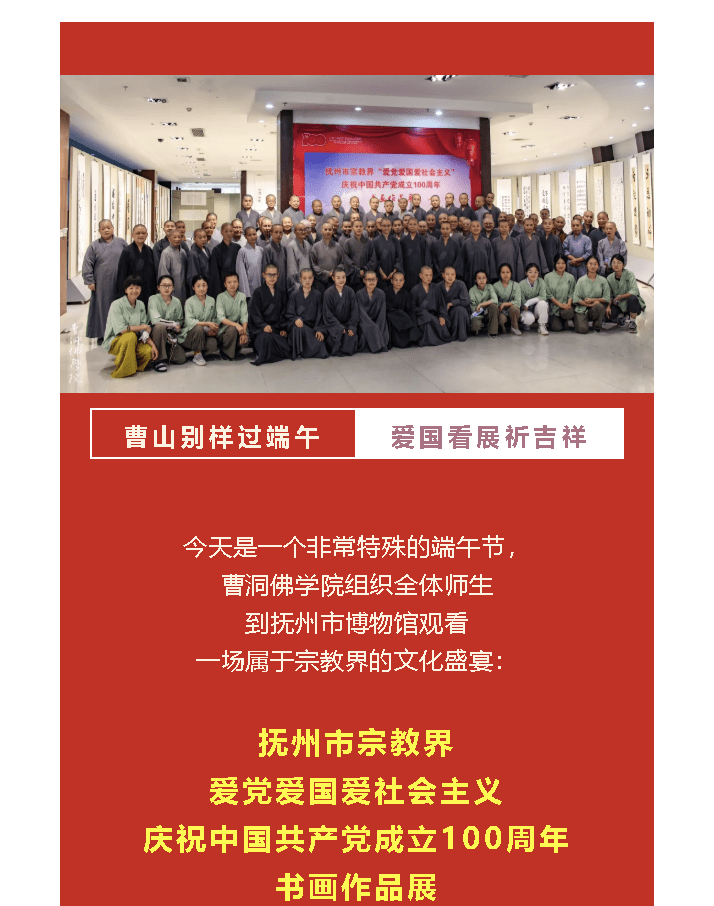 抚州市宗教界“爱党爱国爱社会主义”
庆祝中国共产党成立100周年
曹山别样过端午
爱国看展祈吉祥
今天是一个非常特殊的端午节，
曹洞佛学院组织全体师生
到抚州市博物馆观看
一场属于宗教界的文化盛宴：
抚州市宗教界
爱党爱国爱社会主义
庆祝中国共产党成立100周年
书画作品展